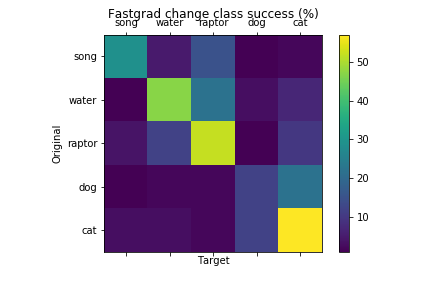 Fastgrad change class success (%)
song water raptor dog cat
song
water
raptor
dog
cat
Original
Target
50
40
30
20
10